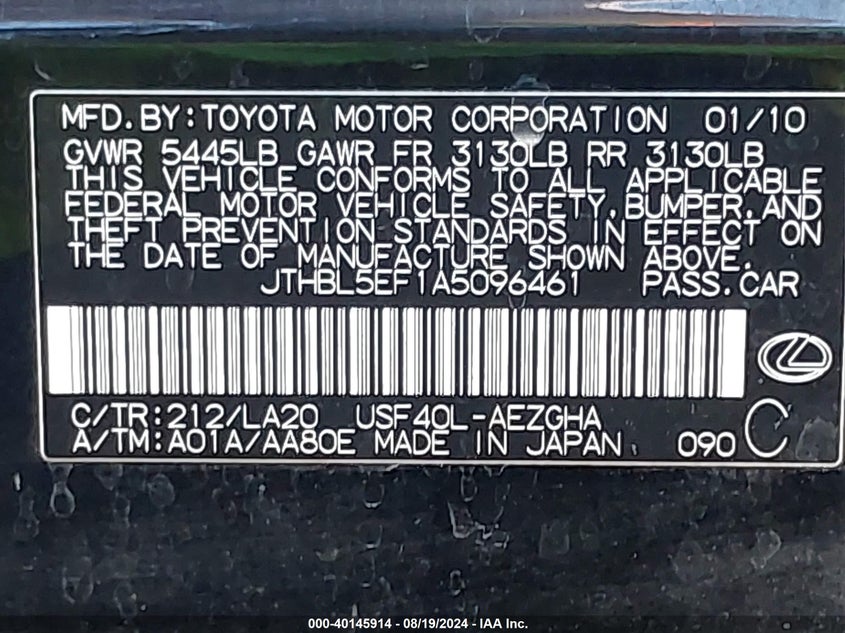 MFD.BY:TOYOTA MOTOR CORPORATION 01/10
GVWR 5445LB GAWR FR 3130LB RR 3130LB
THIS VEHICLE CONFORMS TO ALL APPLICABLE
FEDERAL MOTOR VEHICLE SAFETY,BUMPER,AND
THEFT PREVENTION STANDARDS IN EFFECT ON
THE DATE OF MANUFACTURE SHOWN ABOVE.
JTHBL5EF1A5096461 PASS.CAR
C/TR:212/LA20 USF40L-AEZGHA
A/TM:A01A/AA80E MADE IN JAPAN 090 C
000-40145914 - 08/19/2024 - IAA Inc.